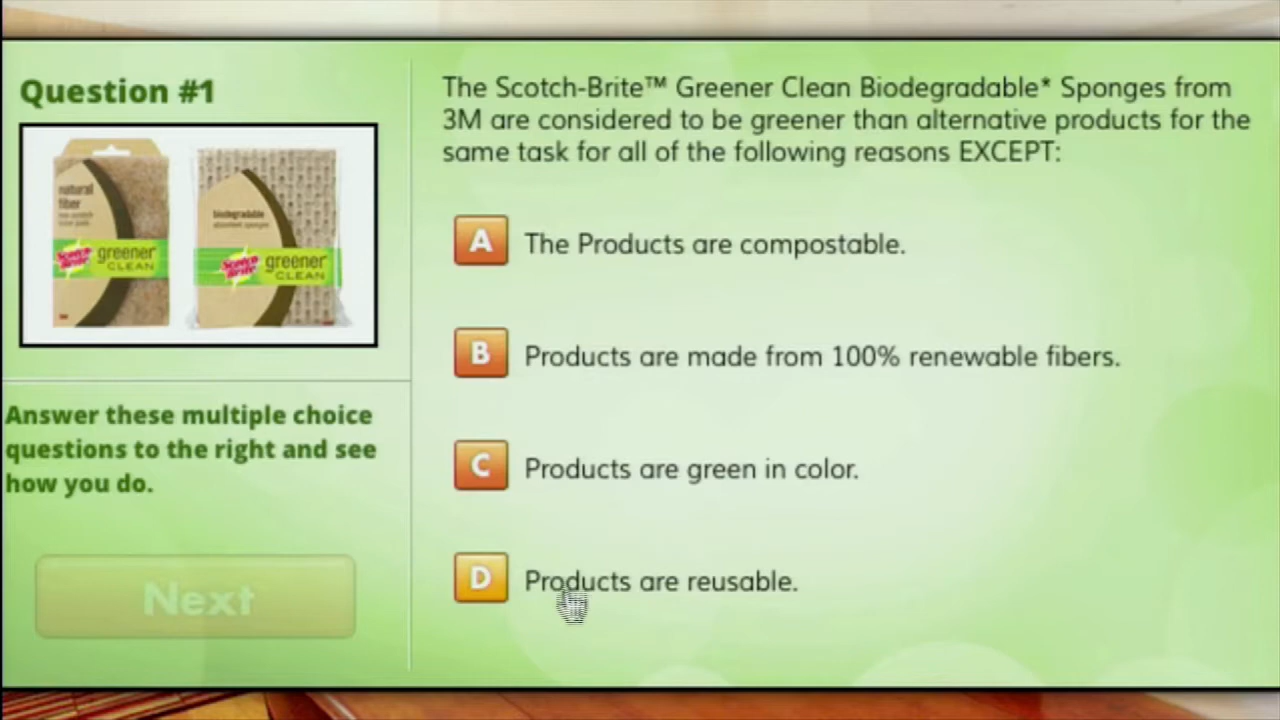 Question #1
natural
fiber
Scotch-Brite
greener
CLEAN
biodegradable
absorbent sponges
Scotch-Brite
greener
CLEAN
Answer these multiple choice
questions to the right and see
how you do.
Next
The Scotch-Brite™ Greener Clean Biodegradable* Sponges from
3M are considered to be greener than alternative products for the
same task for all of the following reasons EXCEPT:
A The Products are compostable.
B Products are made from 100% renewable fibers.
C Products are green in color.
D Products are reusable.